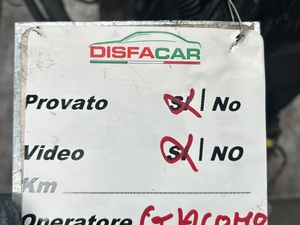 DISFACAR
Provato SI | No
Video SI | NO
Km
Operatore GIACOMO